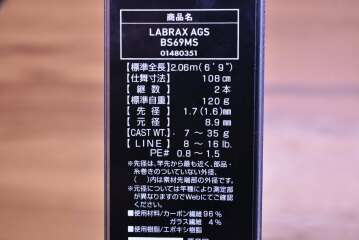 商品名
LABRAX AGS
BS69MS
01480351
【標準全長】2.06m(6'9")
【仕舞寸法】 108㎝
【継数】 2本
【標準自重】 120g
【先径】 1.7(1.6)mm
【元径】 8.9mm
【CAST WT.】 7〜35g
【LINE】 8〜16lb.
PE# 0.8〜1.5
※先径は、竿先から最も近く、部品・
糸巻きのついていない外径。
( )内は素材先端部の外径です。
※元径については竿種により測定部
が異なりますのでWebにてご確認
ください。
●使用材料/カーボン繊維96%
ガラス繊維 4%
●使用樹脂/エポキシ樹脂